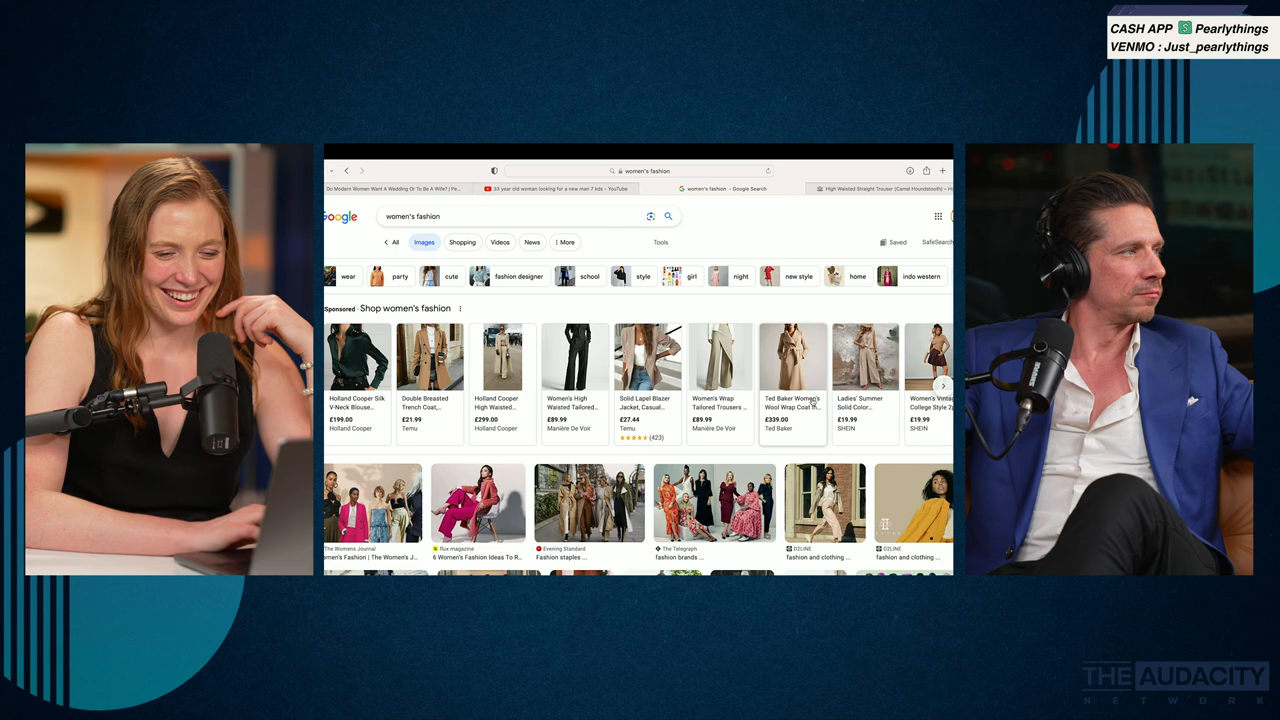 CASH APP $ Pearlythings
VENMO : Just_pearlythings
women's fashion
Do Modern Women Want A Wedding Or To Be A Wife? | Pe...
33 year old woman looking for a new man 7 kds - YouTube
women's fashion - Google Search
High Waisted Straight Trouser (Camel Houndstooth) – H
Google
women's fashion
All
Images
Shopping
Videos
News
More
Tools
Saved
SafeSearch
wear
party
cute
fashion designer
school
style
girl
night
new style
home
indo western
Sponsored · Shop women's fashion
Holland Cooper Silk
V-Neck Blouse...
£199.00
Holland Cooper
Double Breasted
Trench Coat,...
£21.99
Temu
Holland Cooper
High Waisted...
£299.00
Holland Cooper
Women's High
Waisted Tailored...
£89.99
Manière De Voir
Solid Lapel Blazer
Jacket, Casual...
£27.44
Temu
(423)
Women's Wrap
Tailored Trousers ...
£89.99
Manière De Voir
Ted Baker Women's
Wool Wrap Coat In...
£339.00
Ted Baker
Ladies' Summer
Solid Color...
£19.99
SHEIN
Women's Vinta
College Style 2p
£19.99
SHEIN
The Womens Journal
omen's Fashion | The Women's J...
flux magazine
6 Women's Fashion Ideas To R...
Evening Standard
Fashion staples ...
The Telegraph
fashion brands ...
D2LINE
fashion and clothing ...
D2LINE
fashion and clothing ...
THE AUDACITY
NETWORK